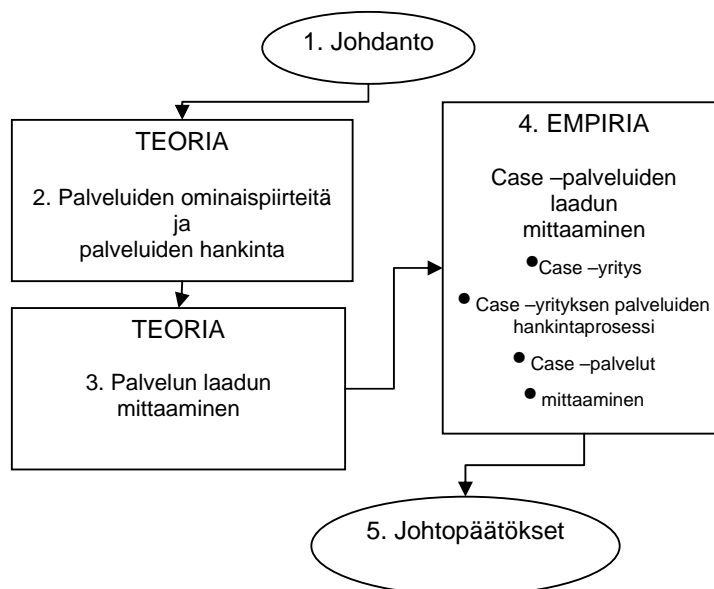 1. Johdanto
TEORIA
2. Palveluiden ominaispiirteitä
ja
palveluiden hankinta
TEORIA
3. Palvelun laadun
mittaaminen
4. EMPIRIA
Case –palveluiden
laadun
mittaaminen
• Case –yritys
• Case –yrityksen palveluiden
hankintaprosessi
• Case –palvelut
• mittaaminen
5. Johtopäätökset